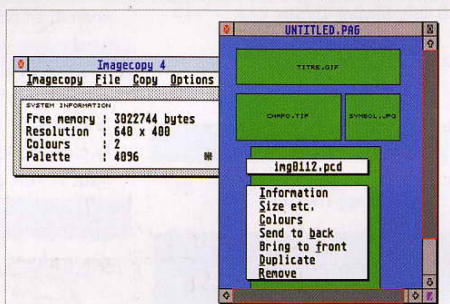 Imagecopy 4
Imagecopy File Copy Options
SYSTEM INFORMATION
Free memory : 3022744 bytes
Resolution : 640 x 400
Colours : 2
Palette : 4096
UNTITLED.PAG
TITRE.GIF
CHAPO.TIF
SYMBOL.JPG
img0112.pcd
Information
Size etc.
Colours
Send to back
Bring to front
Duplicate
Remove